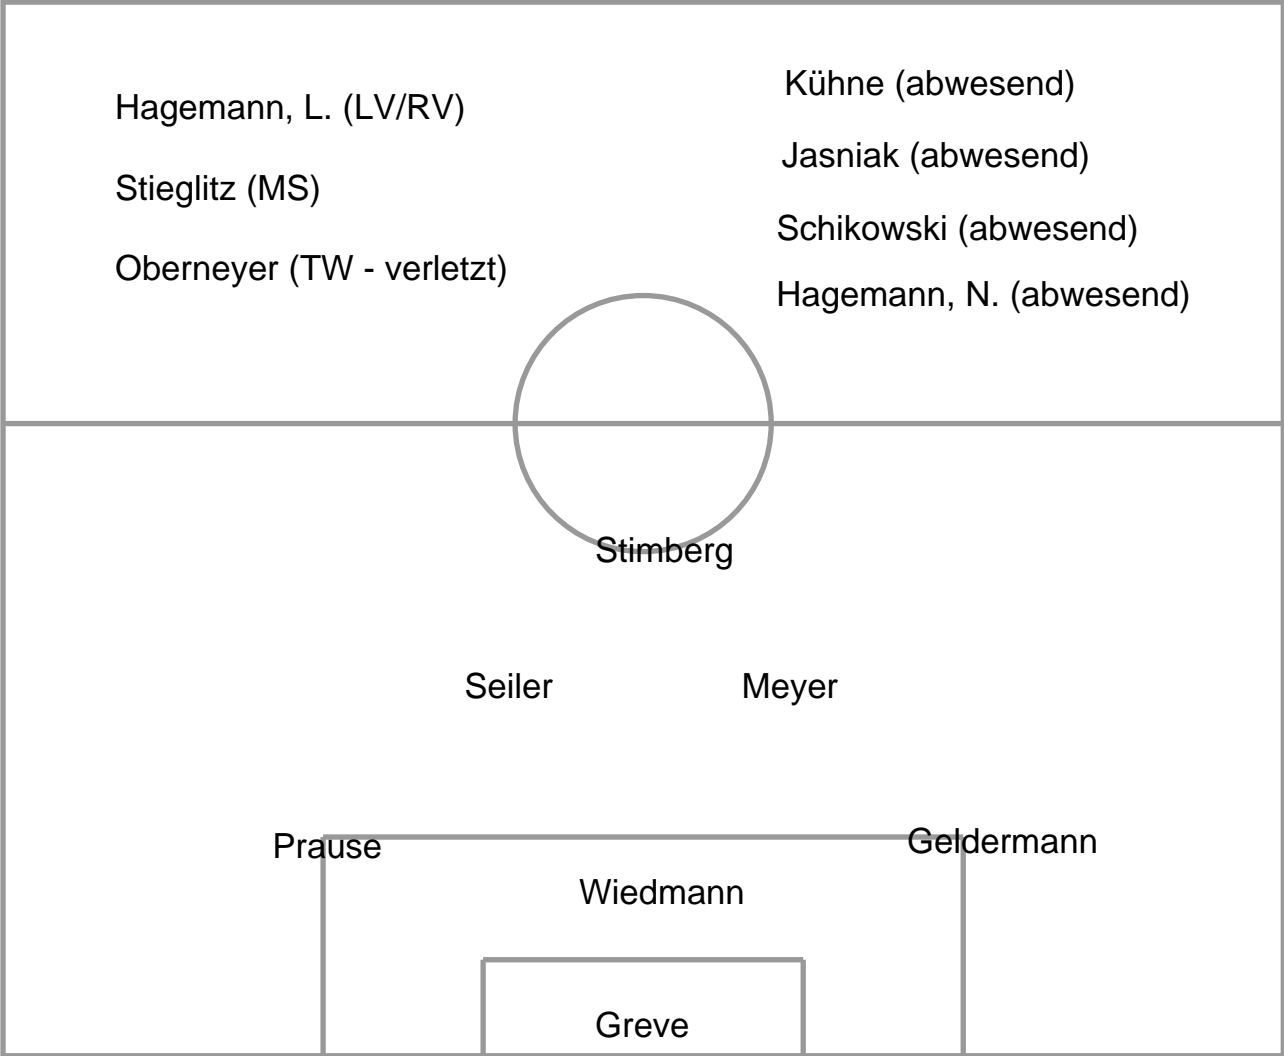 Hagemann, L. (LV/RV)
Stieglitz (MS)
Oberneyer (TW - verletzt)
Kühne (abwesend)
Jasniak (abwesend)
Schikowski (abwesend)
Hagemann, N. (abwesend)
Stimberg
Seiler
Meyer
Prause
Geldermann
Wiedmann
Greve